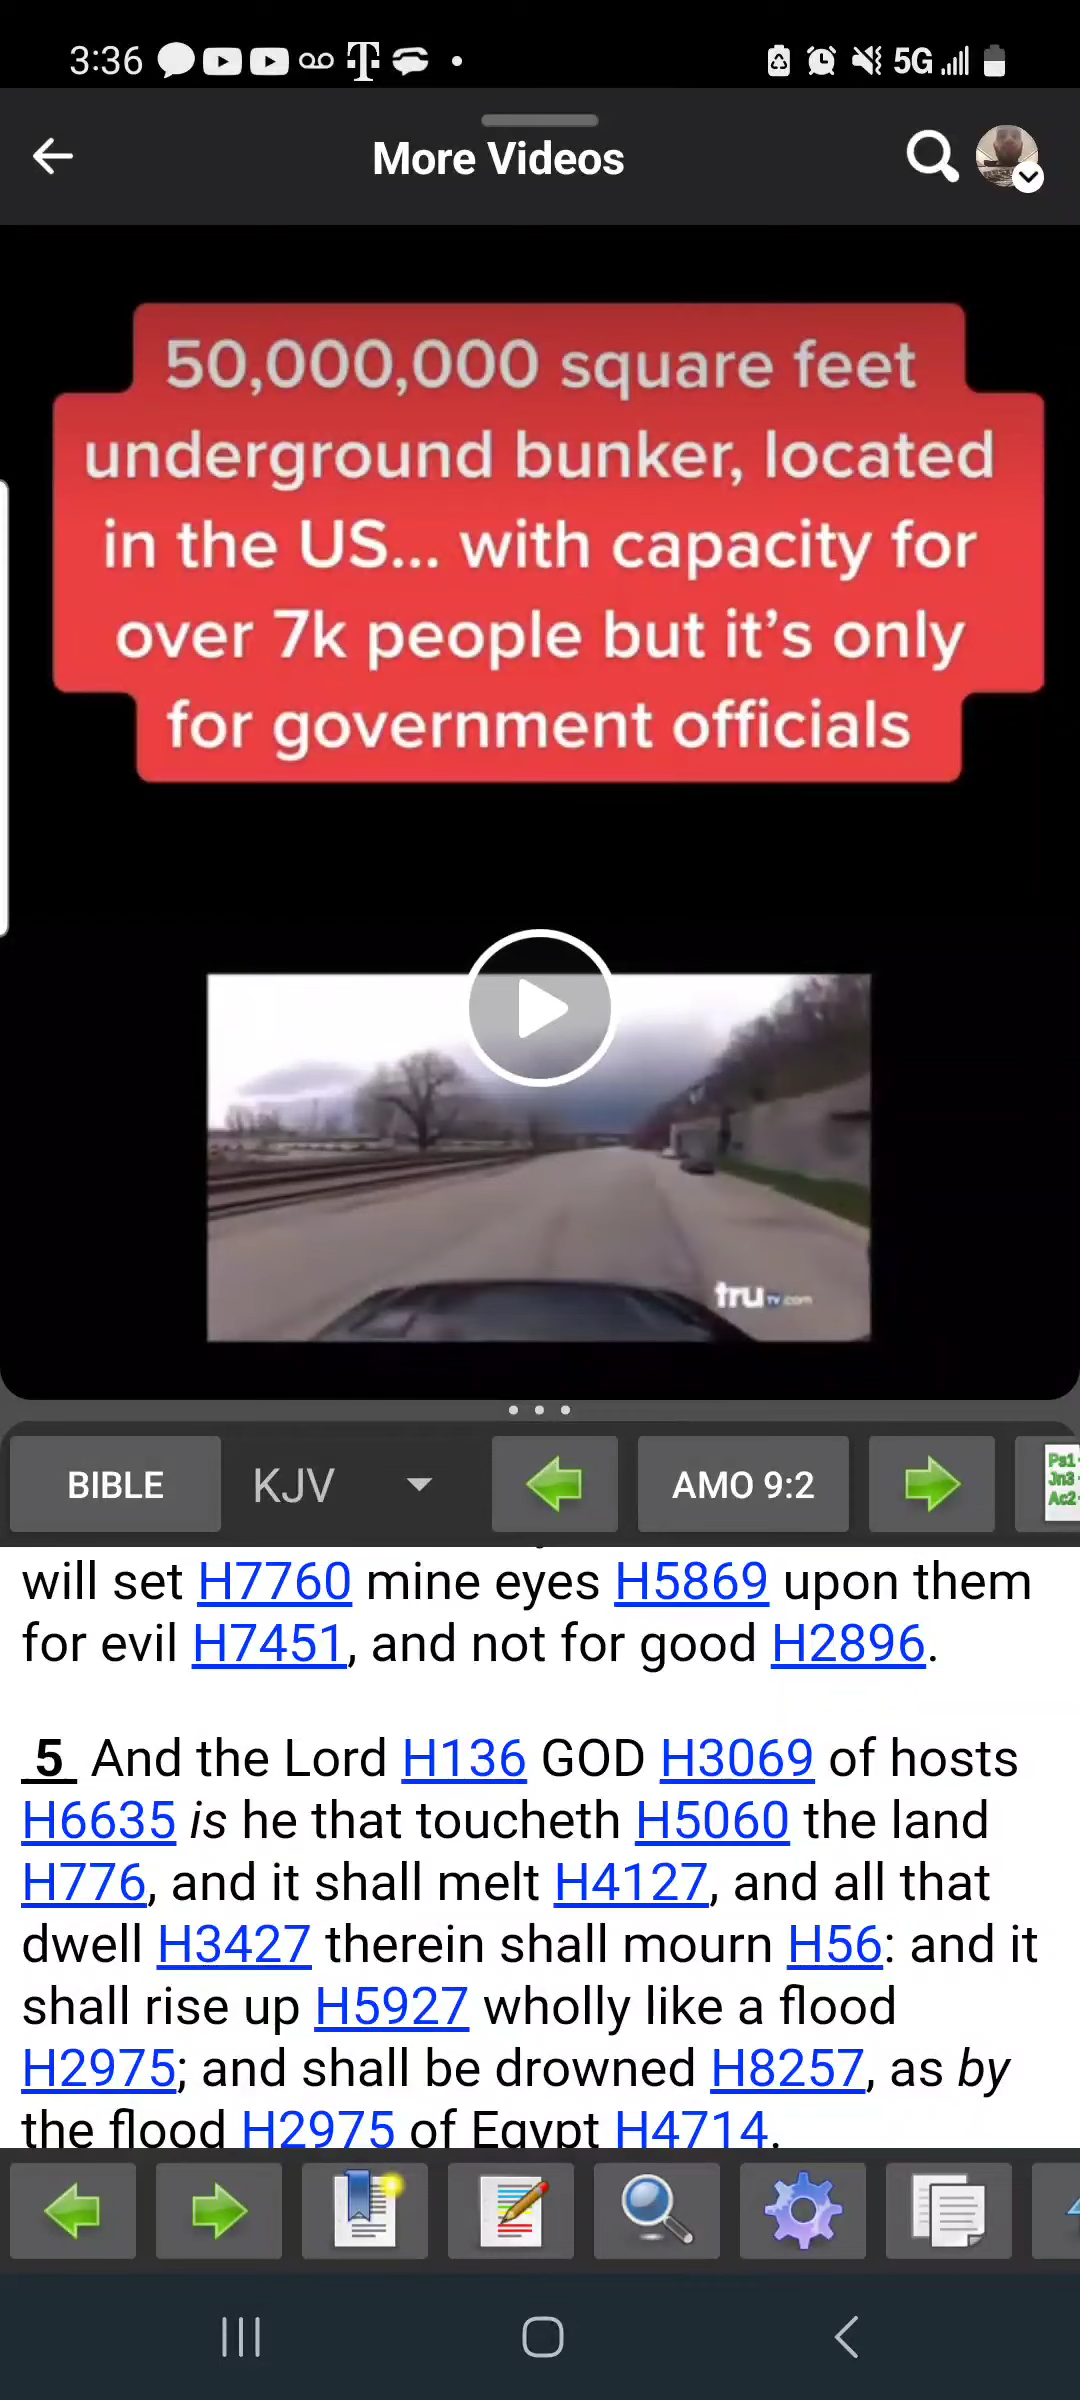 3:36
5G
More Videos
50,000,000 square feet
underground bunker, located
in the US... with capacity for
over 7k people but it's only
for government officials
truTV.com
BIBLE KJV AMO 9:2
Ps1
Jn3
Ac2
will set H7760 mine eyes H5869 upon them
for evil H7451, and not for good H2896.
5 And the Lord H136 GOD H3069 of hosts
H6635 is he that toucheth H5060 the land
H776, and it shall melt H4127, and all that
dwell H3427 therein shall mourn H56: and it
shall rise up H5927 wholly like a flood
H2975; and shall be drowned H8257, as by
the flood H2975 of Egypt H4714.